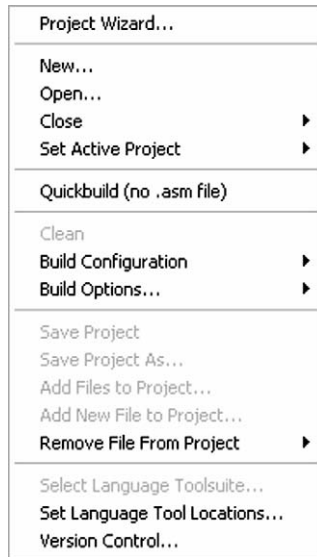 Project Wizard...
New...
Open...
Close
Set Active Project
Quickbuild (no .asm file)
Clean
Build Configuration
Build Options...
Save Project
Save Project As...
Add Files to Project...
Add New File to Project...
Remove File From Project
Select Language Toolsuite...
Set Language Tool Locations...
Version Control...